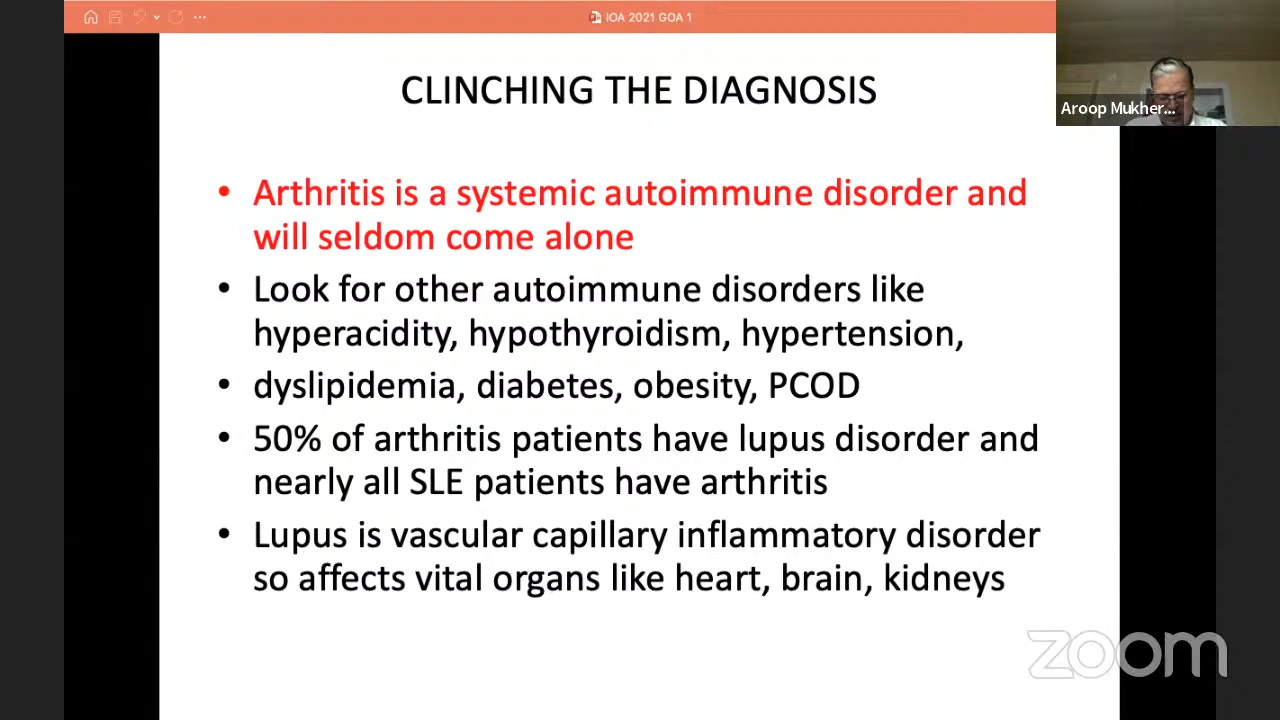 IOA 2021 GOA 1
CLINCHING THE DIAGNOSIS
Aroop Mukher...
• Arthritis is a systemic autoimmune disorder and
will seldom come alone
• Look for other autoimmune disorders like
hyperacidity, hypothyroidism, hypertension,
• dyslipidemia, diabetes, obesity, PCOD
• 50% of arthritis patients have lupus disorder and
nearly all SLE patients have arthritis
• Lupus is vascular capillary inflammatory disorder
so affects vital organs like heart, brain, kidneys
zoom